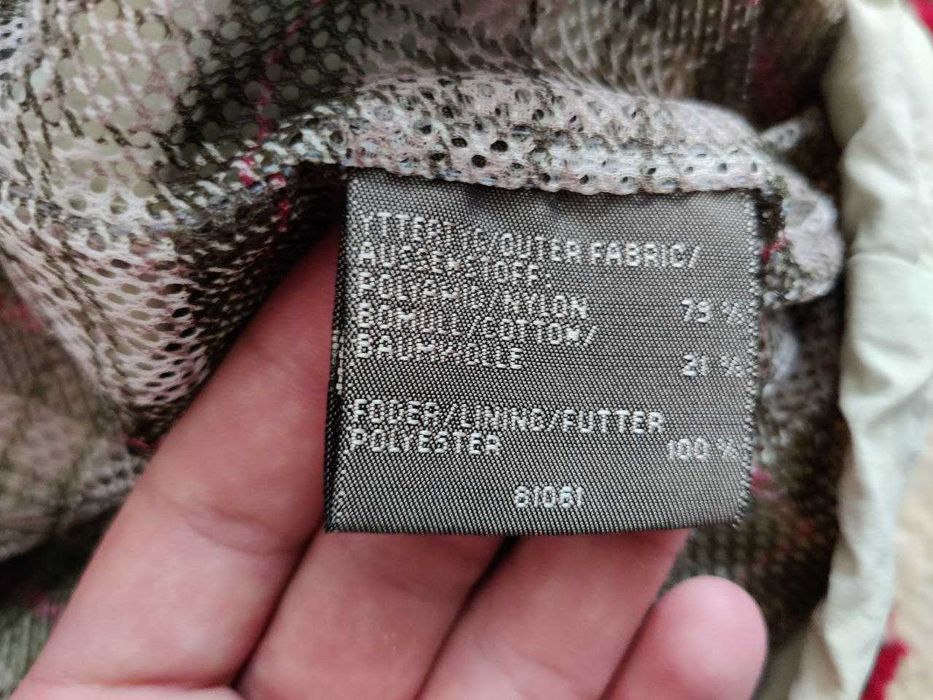 YTTERTYG/OUTER FABRIC/
AUSSENSTOFF:
POLYAMID/NYLON 79 %
BOMULL/COTTON/
BAUMWOLLE 21 %
FODER/LINING/FUTTER
POLYESTER 100 %
61061